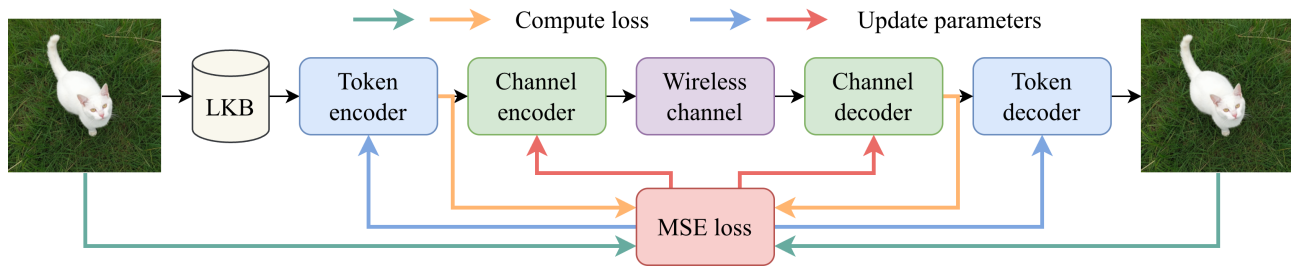 Compute loss
Update parameters
LKB
Token
encoder
Channel
encoder
Wireless
channel
Channel
decoder
Token
decoder
MSE loss